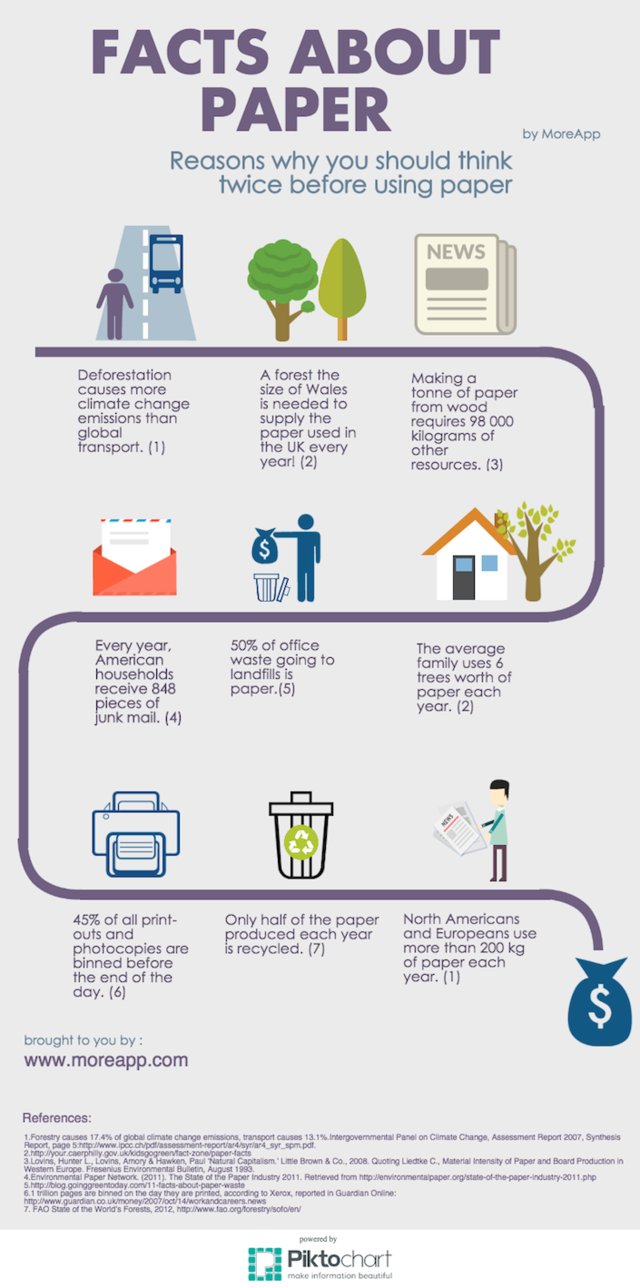 FACTS ABOUT
PAPER
by MoreApp
Reasons why you should think
twice before using paper
NEWS
Deforestation
causes more
climate change
emissions than
global
transport. (1)
A forest the
size of Wales
is needed to
supply the
paper used in
the UK every
year! (2)
Making a
tonne of paper
from wood
requires 98 000
kilograms of
other
resources. (3)
$
Every year,
American
households
receive 848
pieces of
junk mail. (4)
50% of office
waste going to
landfills is
paper.(5)
The average
family uses 6
trees worth of
paper each
year. (2)
NEWS
45% of all print-
outs and
photocopies are
binned before
the end of the
day. (6)
Only half of the paper
produced each year
is recycled. (7)
North Americans
and Europeans use
more than 200 kg
of paper each
year. (1)
$
brought to you by :
www.moreapp.com
References:
1.Forestry causes 17.4% of global climate change emissions, transport causes 13.1%.Intergovernmental Panel on Climate Change, Assessment Report 2007, Synthesis
Report, page 5:http://www.ipcc.ch/pdf/assessment-report/ar4/syr/ar4_syr_spm.pdf.
2.http://your.caerphilly.gov.uk/kidsgogreen/fact-zone/paper-facts
3.Lovins, Hunter L., Lovins, Amory & Hawken, Paul 'Natural Capitalism.' Little Brown & Co., 2008. Quoting Liedtke C., Material Intensity of Paper and Board Production in
Western Europe. Fresenius Environmental Bulletin, August 1993.
4.Environmental Paper Network. (2011). The State of the Paper Industry 2011. Retrieved from http://environmentalpaper.org/state-of-the-paper-industry-2011.php
5.http://blog.goinggreentoday.com/11-facts-about-paper-waste
6.1 trillion pages are binned on the day they are printed, according to Xerox, reported in Guardian Online:
http://www.guardian.co.uk/money/2007/oct/14/workandcareers.news
7. FAO State of the World's Forests, 2012, http://www.fao.org/forestry/sofo/en/
powered by
Piktochart
make information beautiful